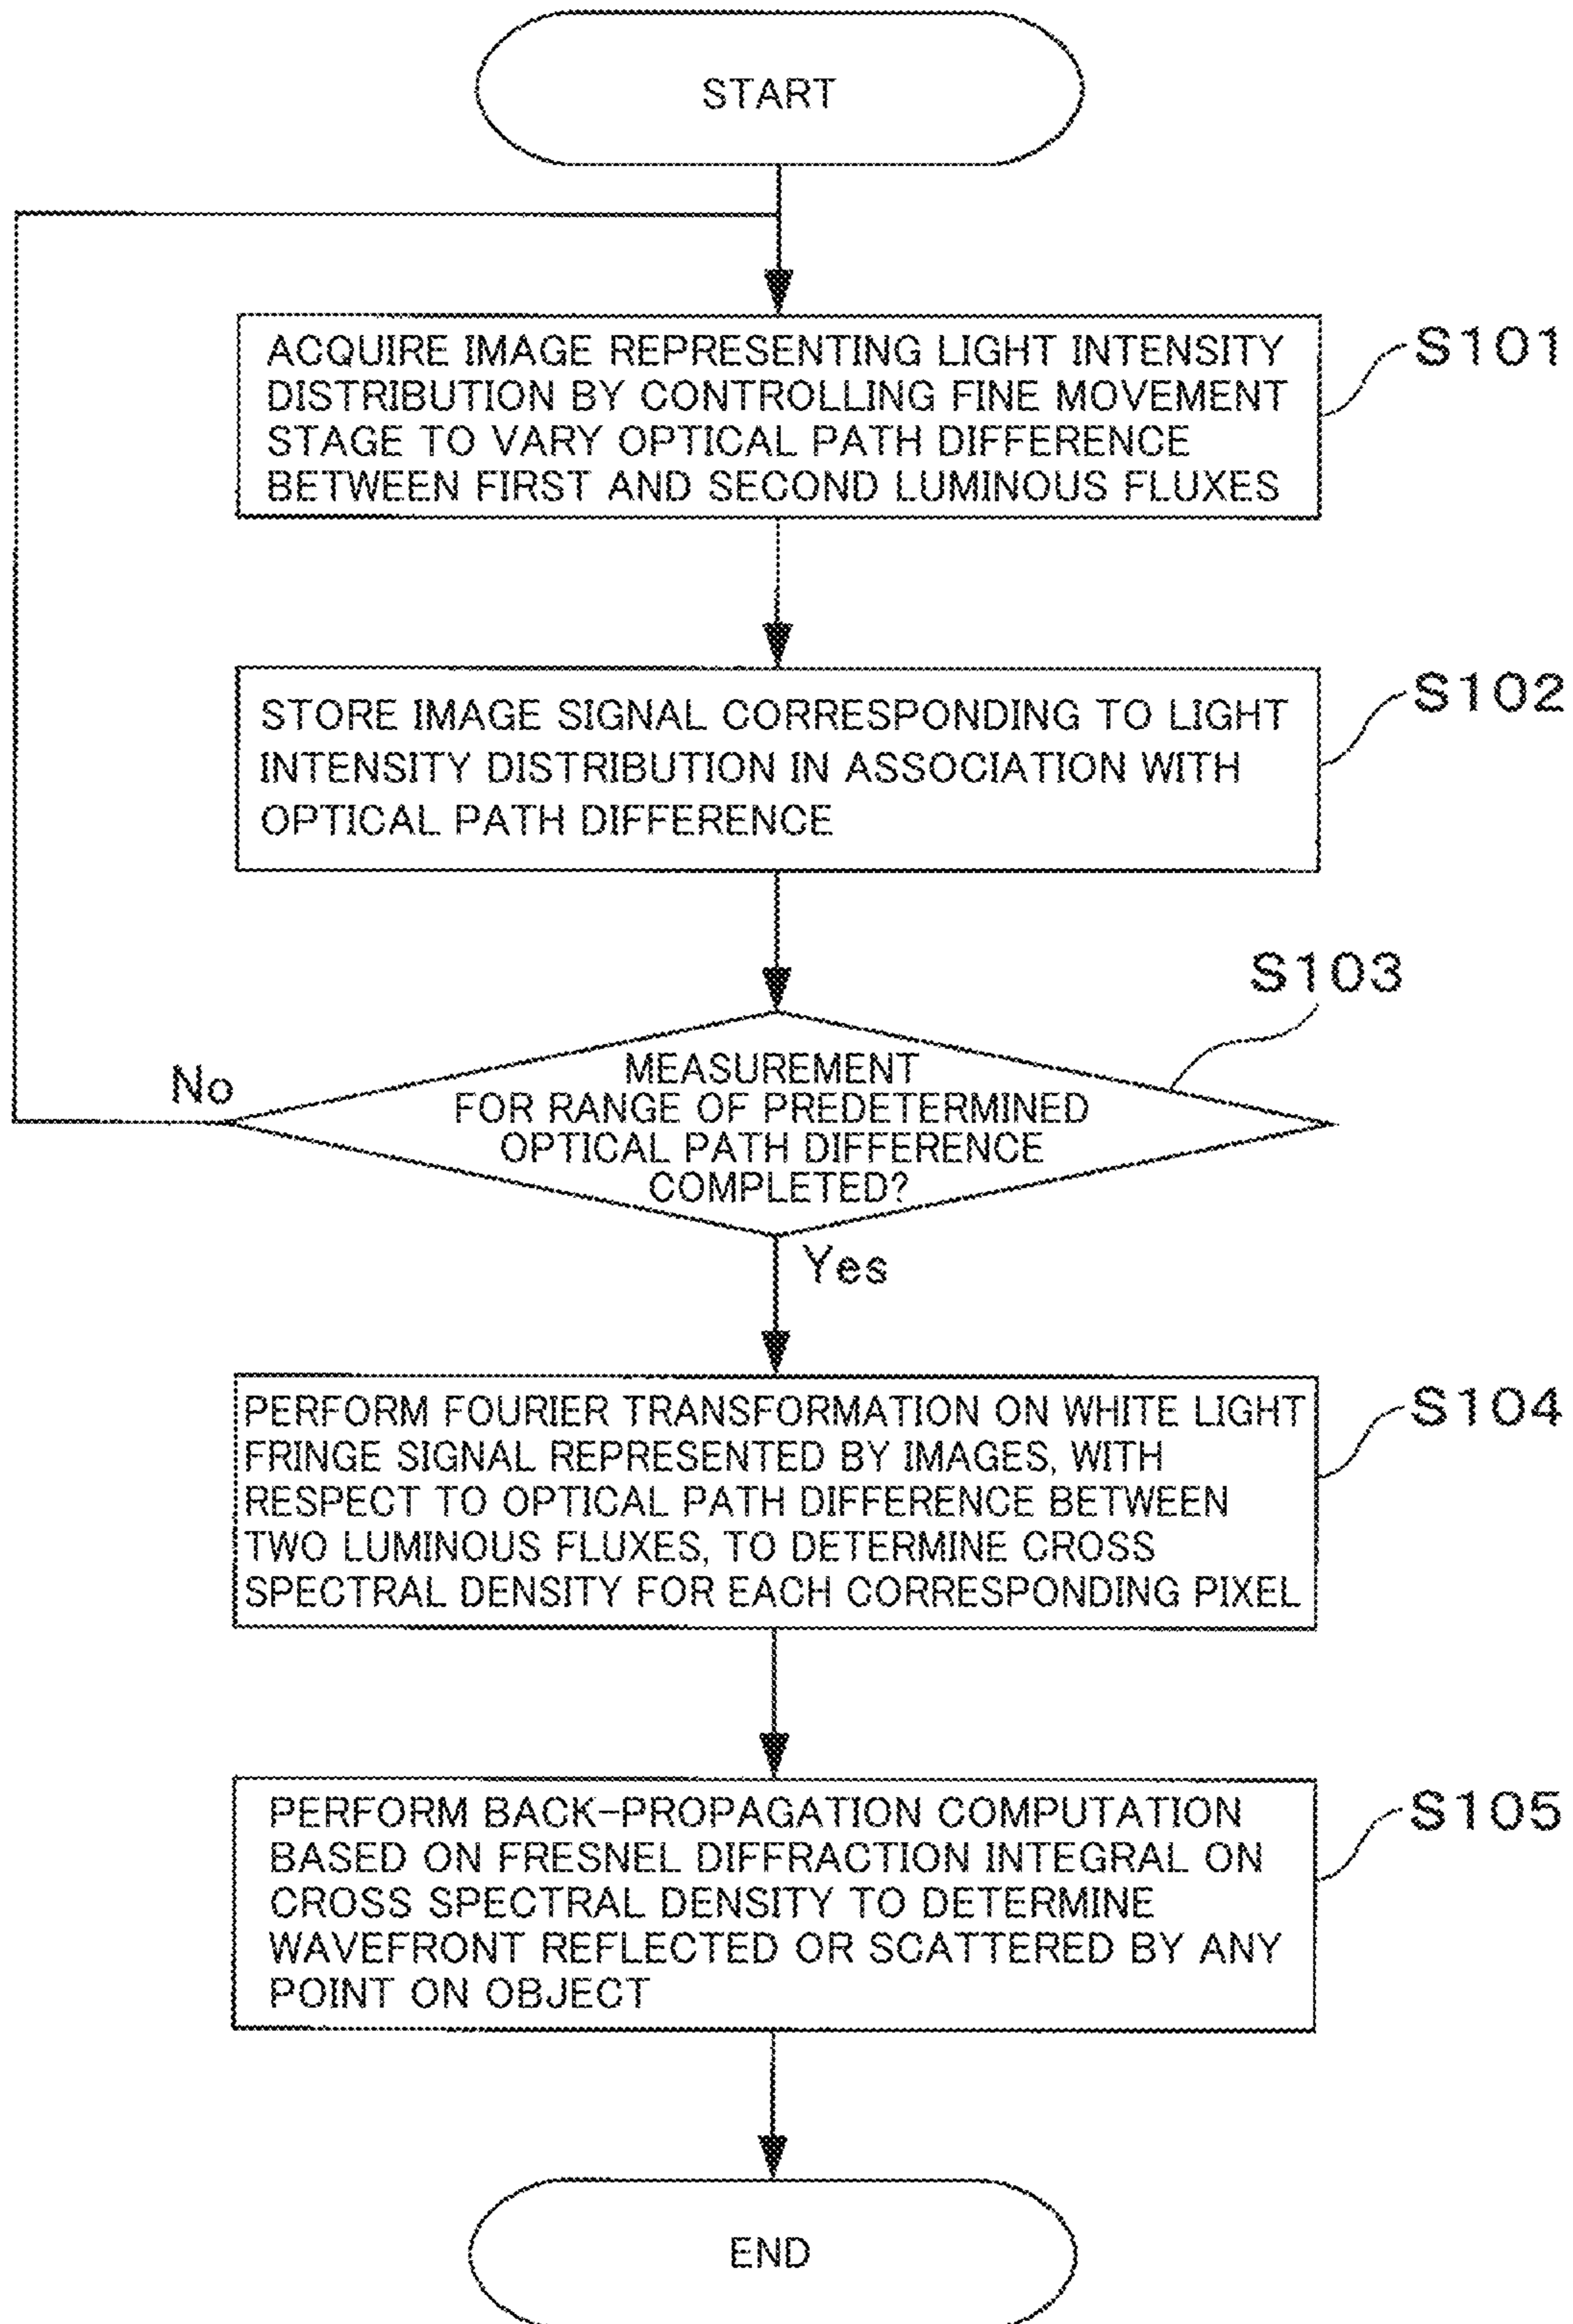 START
ACQUIRE IMAGE REPRESENTING LIGHT INTENSITY
DISTRIBUTION BY CONTROLLING FINE MOVEMENT
STAGE TO VARY OPTICAL PATH DIFFERENCE
BETWEEN FIRST AND SECOND LUMINOUS FLUXES
S101
STORE IMAGE SIGNAL CORRESPONDING TO LIGHT
INTENSITY DISTRIBUTION IN ASSOCIATION WITH
OPTICAL PATH DIFFERENCE
S102
S103
MEASUREMENT
FOR RANGE OF PREDETERMINED
OPTICAL PATH DIFFERENCE
COMPLETED?
No
Yes
PERFORM FOURIER TRANSFORMATION ON WHITE LIGHT
FRINGE SIGNAL REPRESENTED BY IMAGES, WITH
RESPECT TO OPTICAL PATH DIFFERENCE BETWEEN
TWO LUMINOUS FLUXES, TO DETERMINE CROSS
SPECTRAL DENSITY FOR EACH CORRESPONDING PIXEL
S104
PERFORM BACK-PROPAGATION COMPUTATION
BASED ON FRESNEL DIFFRACTION INTEGRAL ON
CROSS SPECTRAL DENSITY TO DETERMINE
WAVEFRONT REFLECTED OR SCATTERED BY ANY
POINT ON OBJECT
S105
END